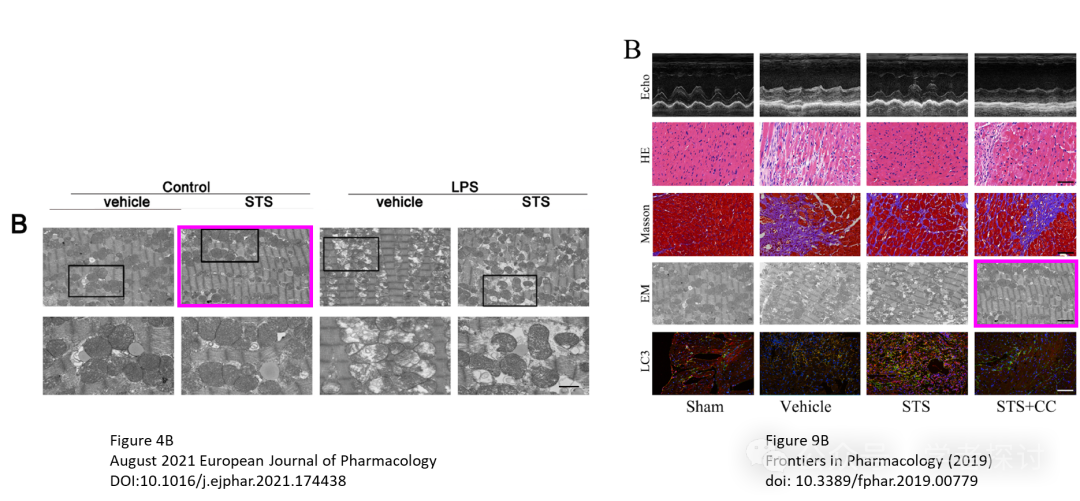 Control
LPS
vehicle STS vehicle STS
B
Figure 4B
August 2021 European Journal of Pharmacology
DOI:10.1016/j.ejphar.2021.174438
B
Echo
HE
Masson
EM
LC3
Sham Vehicle STS STS+CC
Figure 9B
Frontiers in Pharmacology (2019)
doi: 10.3389/fphar.2019.00779